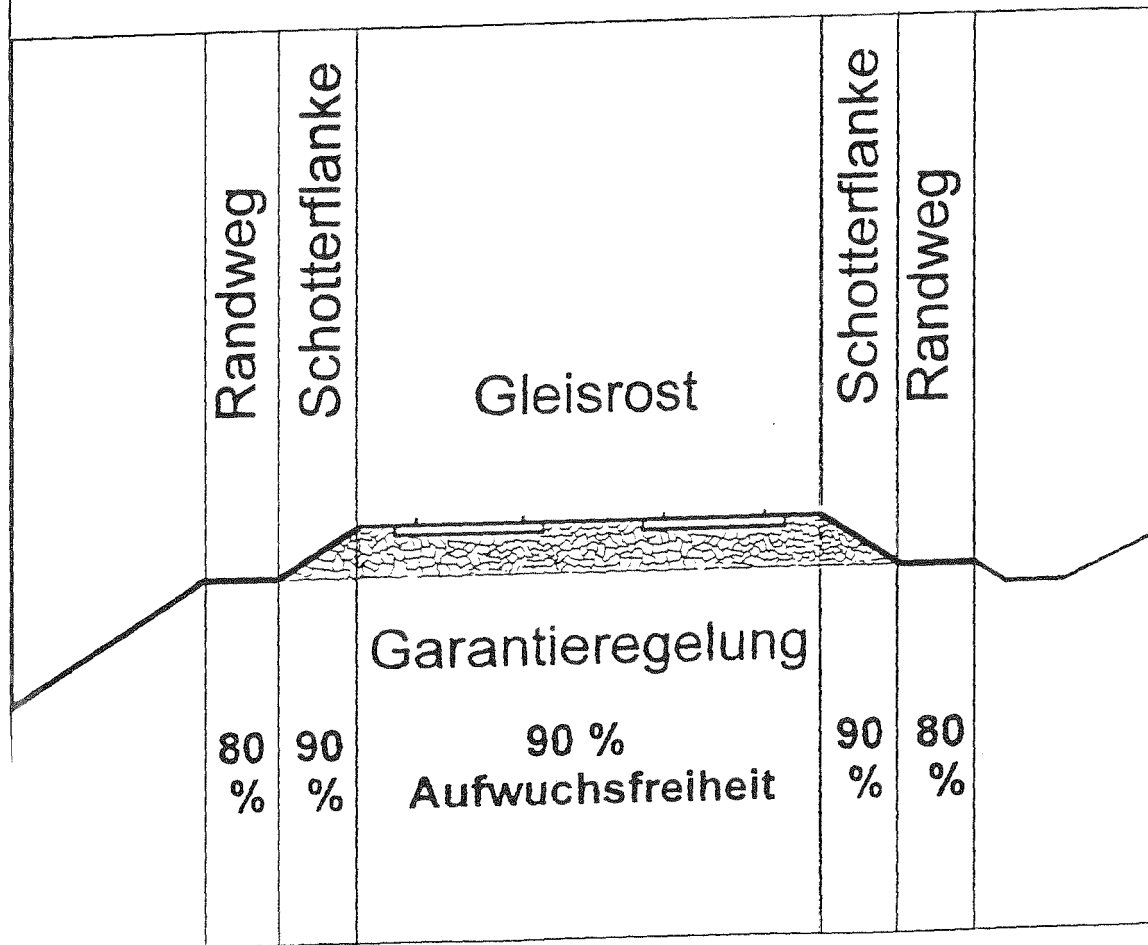 Randweg
Schotterflanke
Gleisrost
Schotterflanke
Randweg
Garantieregelung
80
%
90
%
90 %
Aufwuchsfreiheit
90
%
80
%